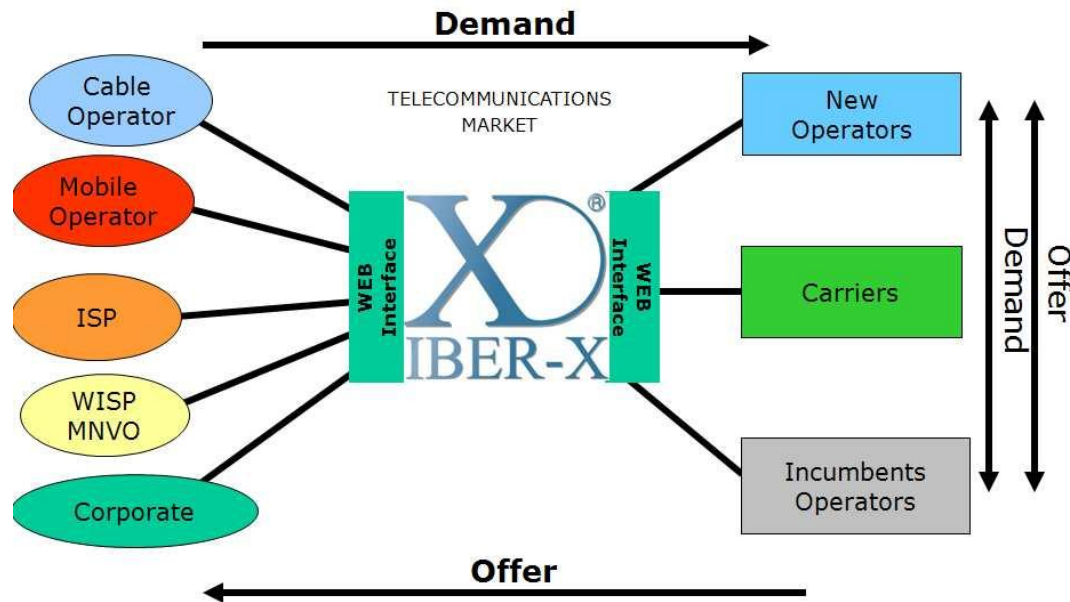 Demand
TELECOMMUNICATIONS
MARKET
Cable
Operator
Mobile
Operator
ISP
WISP
MNVO
Corporate
WEB
Interface
XD®
IBER-X
WEB
Interface
New
Operators
Carriers
Incumbents
Operators
Demand
Offer
Offer